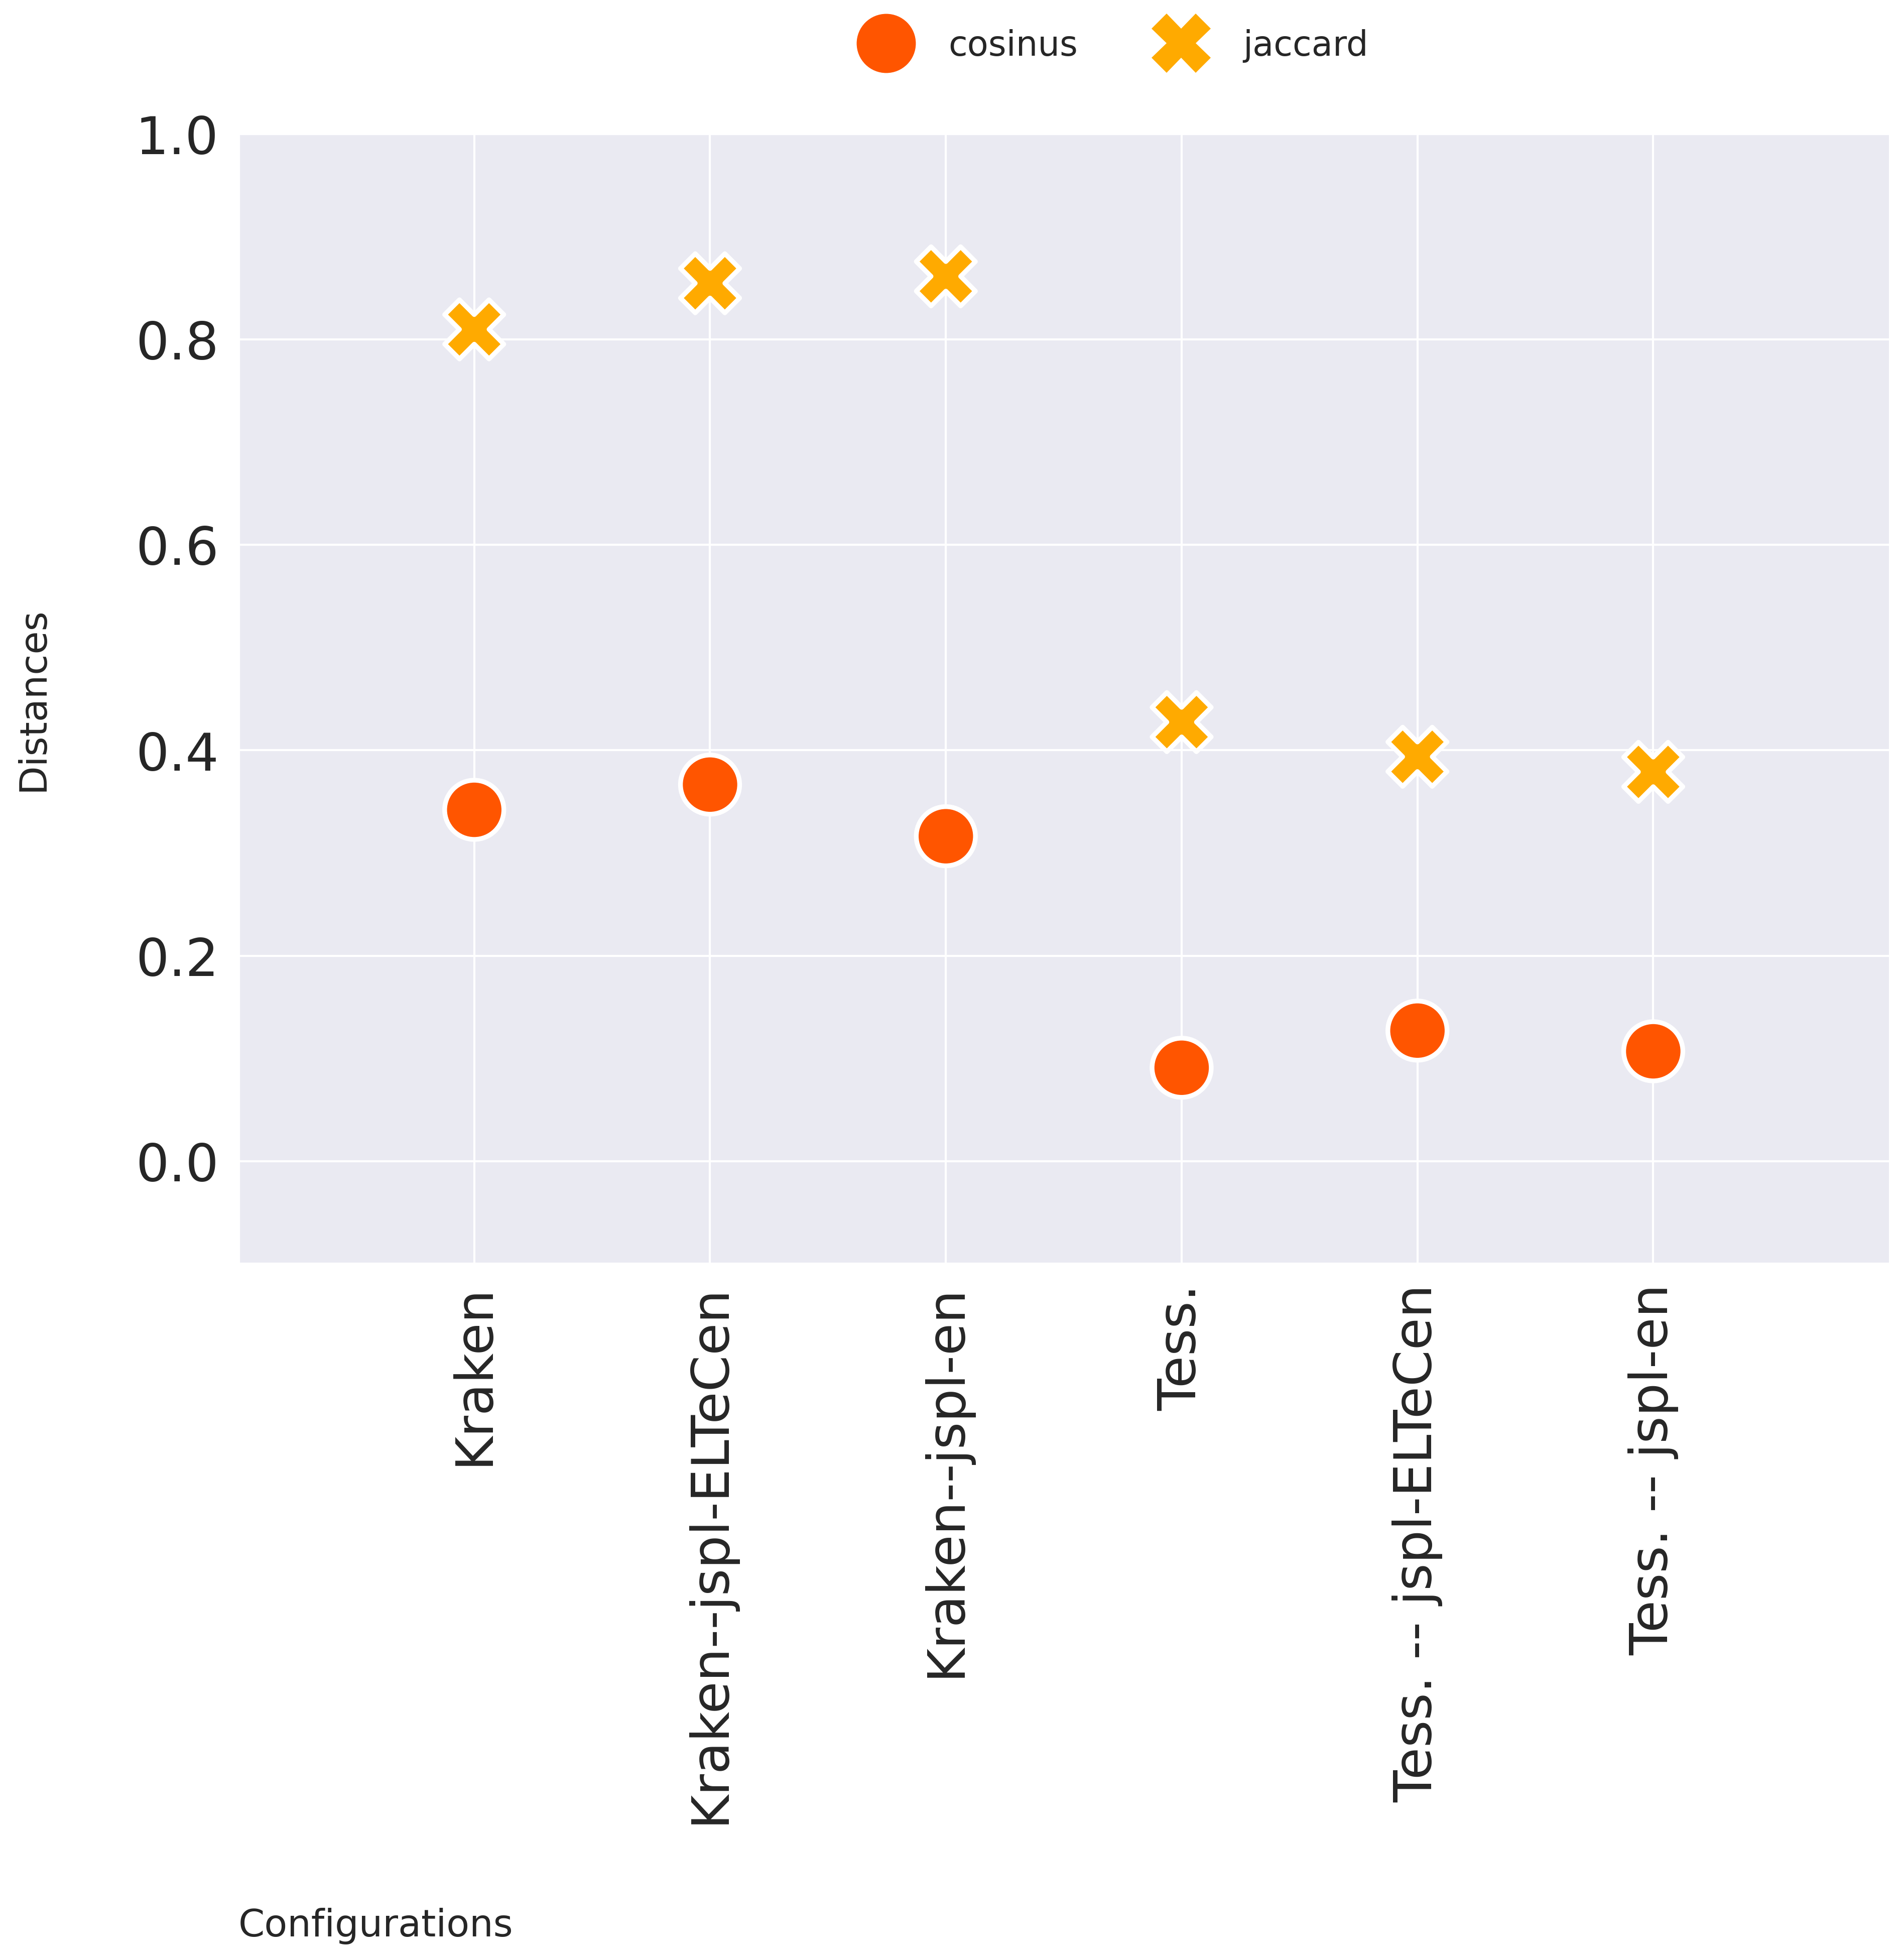 cosinus jaccard
1.0
0.8
0.6
0.4
0.2
0.0
Distances
Kraken
Kraken--jspl-ELTeCen
Kraken--jspl-en
Tess.
Tess. -- jspl-ELTeCen
Tess. -- jspl-en
Configurations